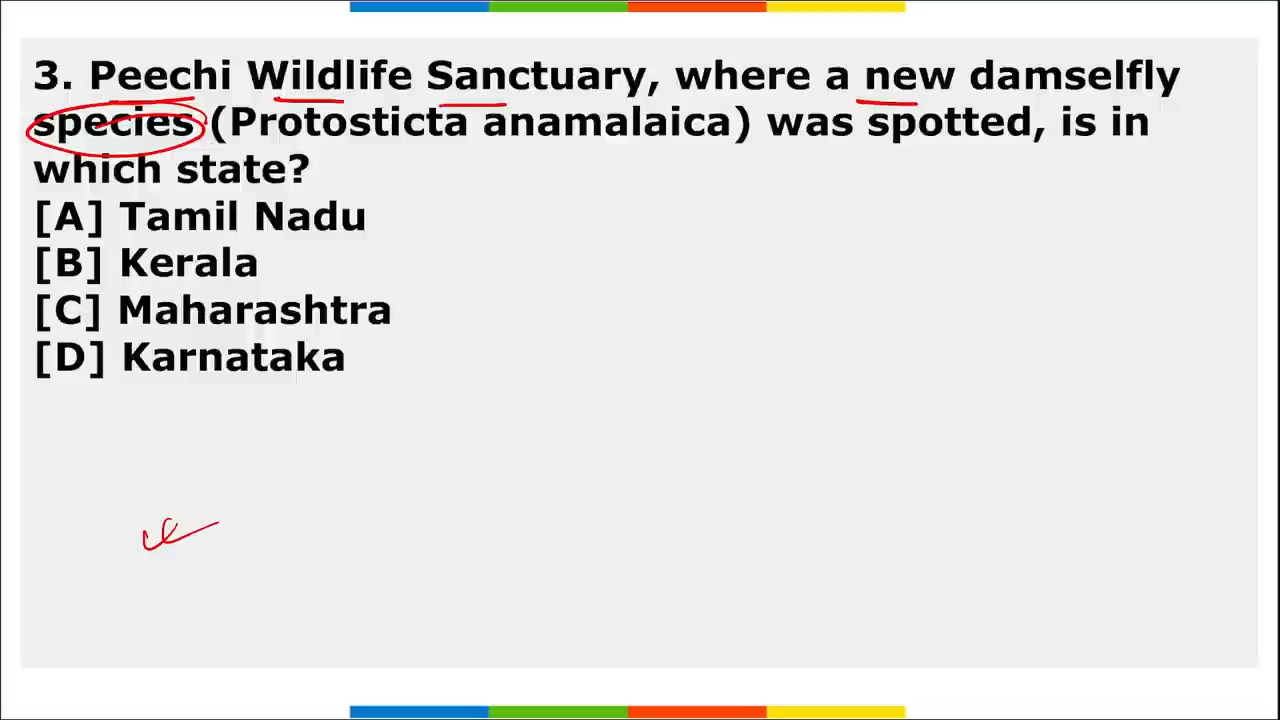 3. Peechi Wildlife Sanctuary, where a new damselfly
species (Protosticta anamalaica) was spotted, is in
which state?
[A] Tamil Nadu
[B] Kerala
[C] Maharashtra
[D] Karnataka